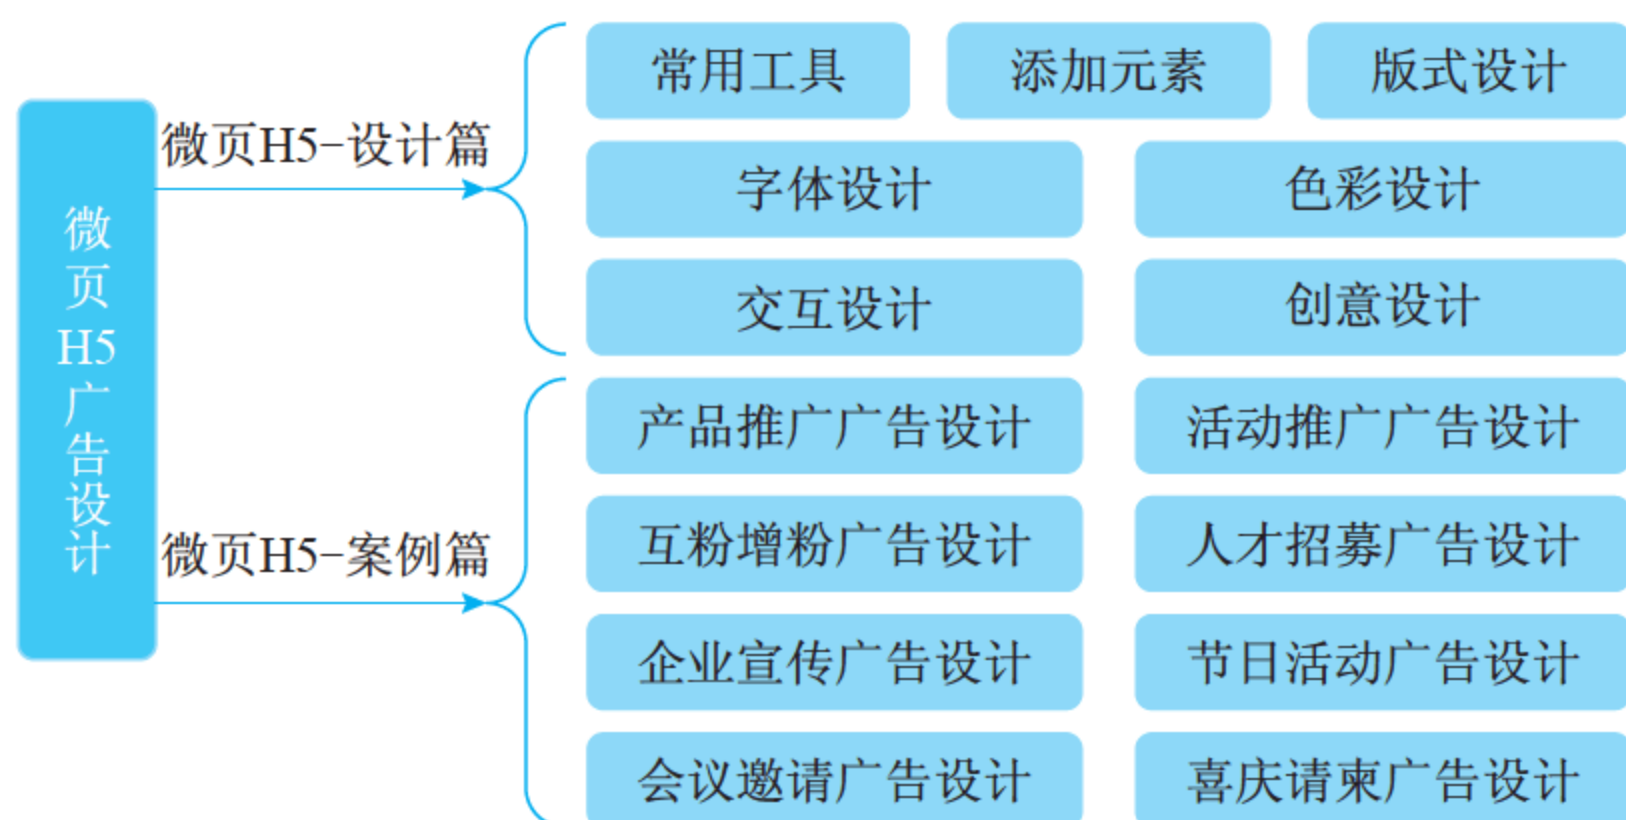 微页H5广告设计
微页H5-设计篇
常用工具
添加元素
版式设计
字体设计
色彩设计
交互设计
创意设计
微页H5-案例篇
产品推广广告设计
活动推广广告设计
互粉增粉广告设计
人才招募广告设计
企业宣传广告设计
节日活动广告设计
会议邀请广告设计
喜庆请柬广告设计